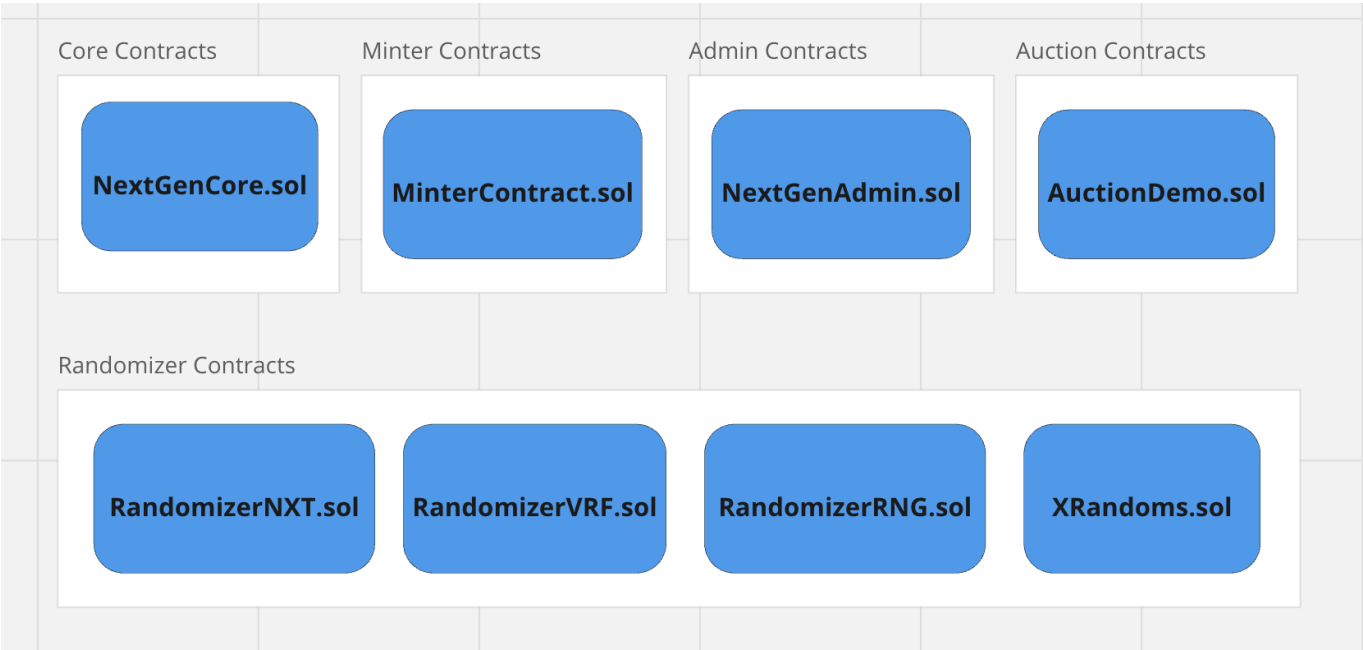 Core Contracts
Minter Contracts
Admin Contracts
Auction Contracts
NextGenCore.sol
MinterContract.sol
NextGenAdmin.sol
AuctionDemo.sol
Randomizer Contracts
RandomizerNXT.sol
RandomizerVRF.sol
RandomizerRNG.sol
XRandoms.sol